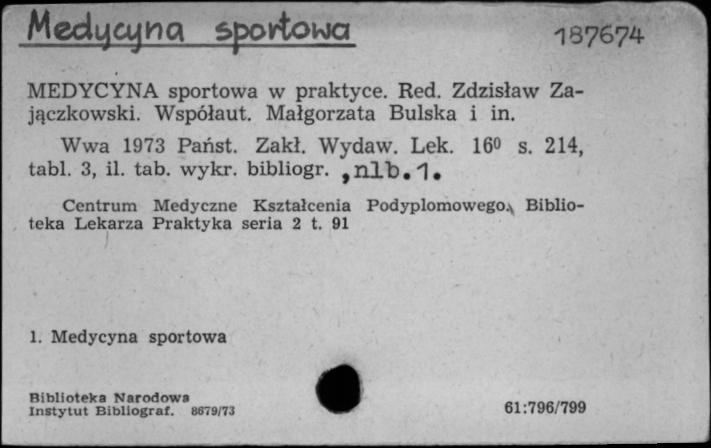 Medycyna sportowa
187674
MEDYCYNA sportowa w praktyce. Red. Zdzisław Za-
jączkowski. Współaut. Małgorzata Bulska i in.
Wwa 1973 Państ. Zakł. Wydaw. Lek. 16⁰ s. 214,
tabl. 3, il. tab. wykr. bibliogr. ,nlb.1.
Centrum Medyczne Kształcenia Podyplomowego. Biblio-
teka Lekarza Praktyka seria 2 t. 91
1. Medycyna sportowa
Biblioteka Narodowa
Instytut Bibliograf. 8679/73
61:796/799